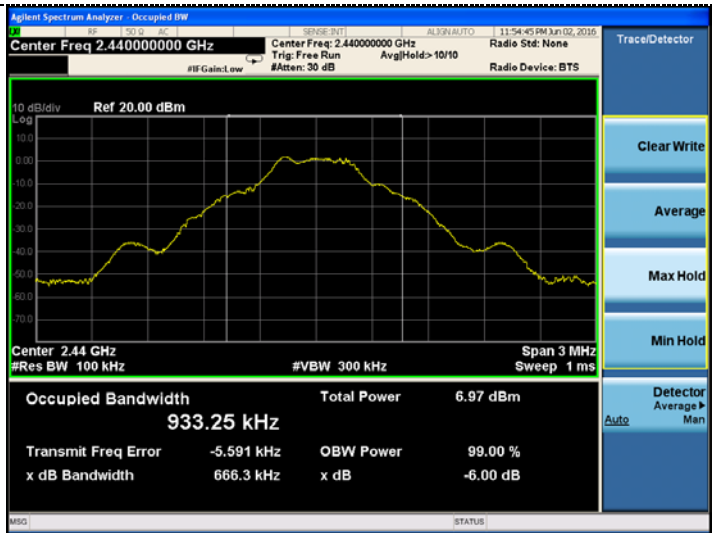 Agilent Spectrum Analyzer - Occupied BW
RF 50 Ω AC SENSE:INT ALIGN AUTO 11:54:45 PM Jun 02, 2016
Center Freq 2.440000000 GHz Center Freq: 2.440000000 GHz Radio Std: None Trace/Detector
Trig: Free Run Avg|Hold:>10/10
#IFGain:Low #Atten: 30 dB Radio Device: BTS
10 dB/div Ref 20.00 dBm
Log
10.0
0.00
-10.0
-20.0
-30.0
-40.0
-50.0
-60.0
-70.0
Clear Write
Average
Max Hold
Min Hold
Center 2.44 GHz Span 3 MHz
#Res BW 100 kHz #VBW 300 kHz Sweep 1 ms
Occupied Bandwidth Total Power 6.97 dBm
933.25 kHz
Transmit Freq Error -5.591 kHz OBW Power 99.00 %
x dB Bandwidth 666.3 kHz x dB -6.00 dB
Detector
Average▶
Auto Man
MSG STATUS